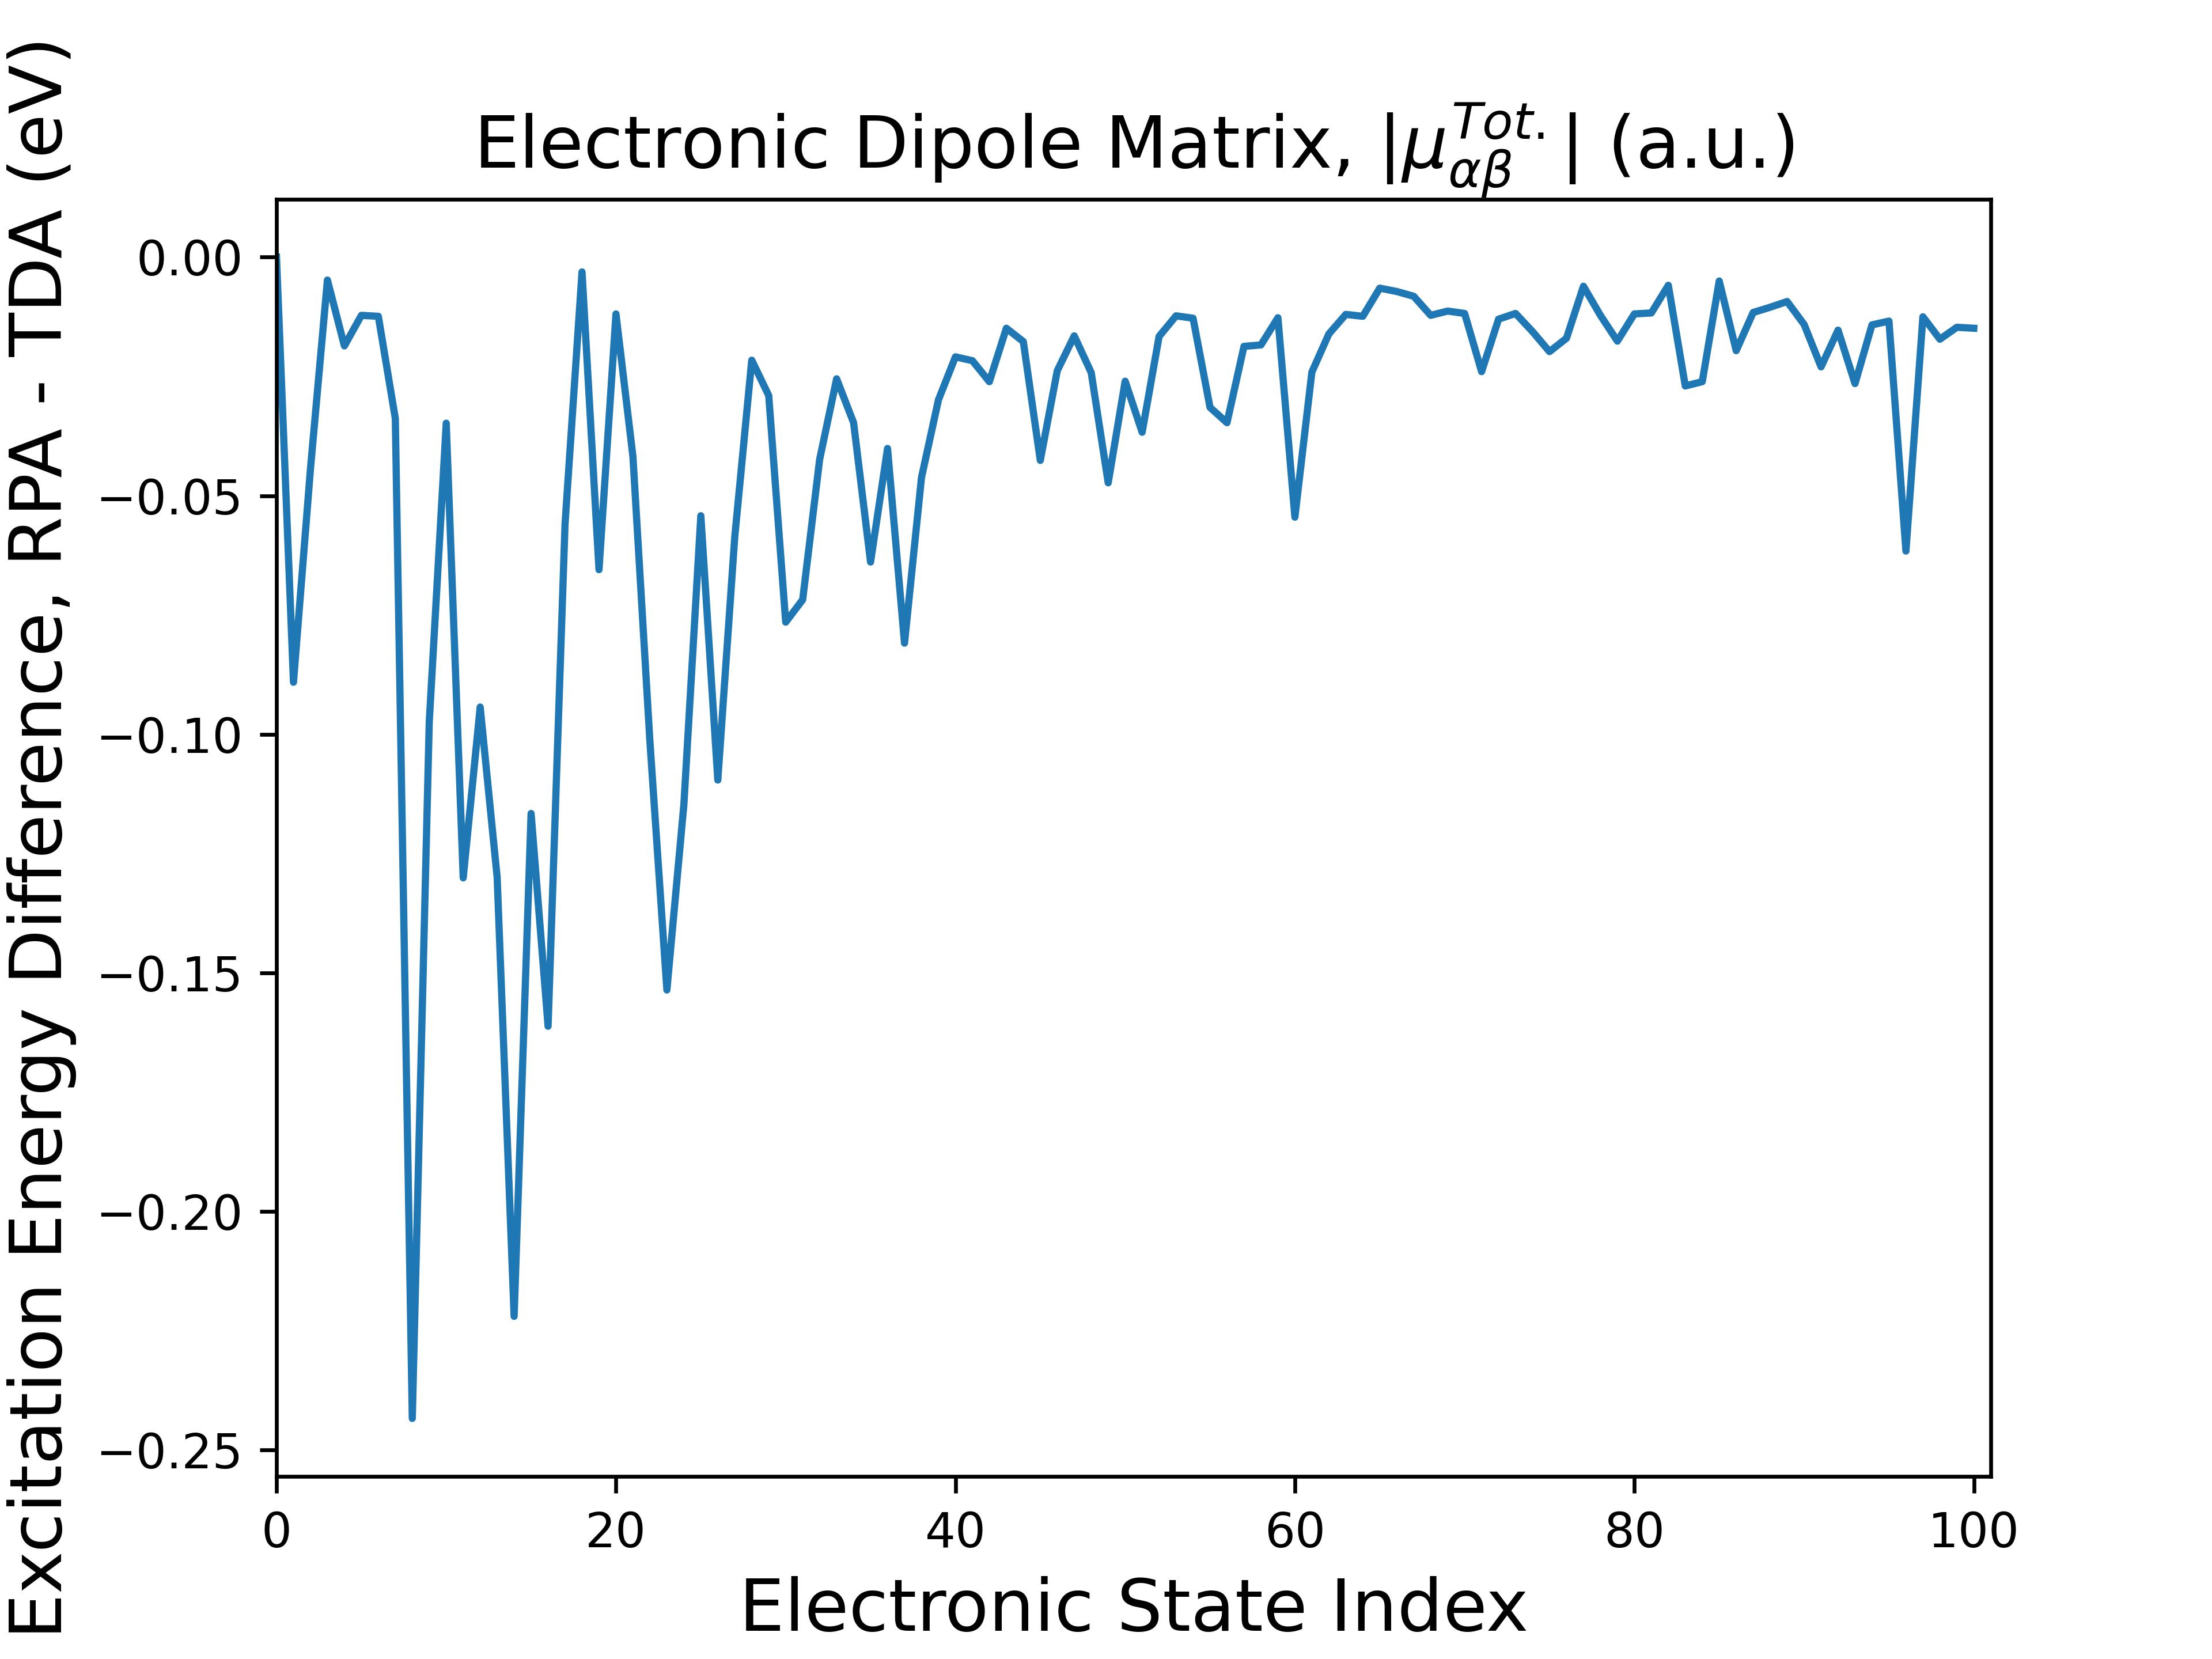 Electronic Dipole Matrix, |μ_{αβ}^{Tot.}| (a.u.)
Excitation Energy Difference, RPA - TDA (eV)
0.00
−0.05
−0.10
−0.15
−0.20
−0.25
0 20 40 60 80 100
Electronic State Index